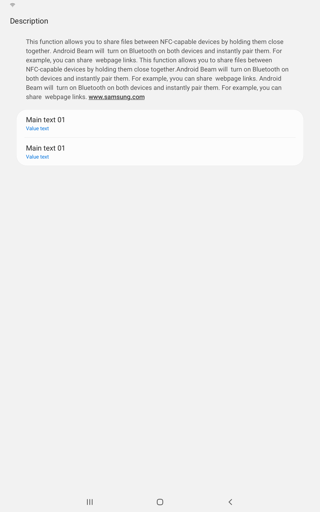 Description
This function allows you to share files between NFC-capable devices by holding them close
together. Android Beam will  turn on Bluetooth on both devices and instantly pair them. For
example, yoy can share  webpage links. This function allows you to share files between
NFC-capable devices by holding them close together.Android Beam will  turn on Bluetooth on
both devices and instantly pair them. For example, yvou can share  webpage links. Android
Beam will  turn on Bluetooth on both devices and instantly pair them. For example, you can
share  webpage links. www.samsung.com
Main text 01
Value text
Main text 01
Value text